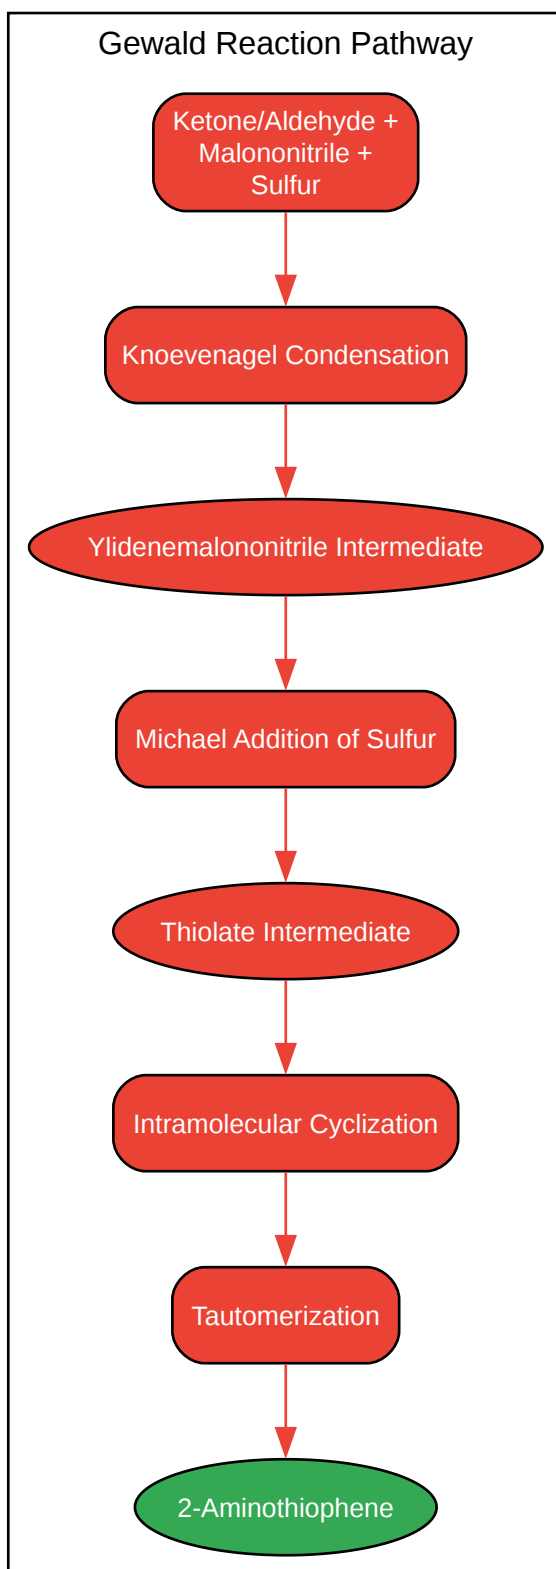 Gewald Reaction Pathway
Ketone/Aldehyde +
Malononitrile +
Sulfur
Knoevenagel Condensation
Ylidenemalononitrile Intermediate
Michael Addition of Sulfur
Thiolate Intermediate
Intramolecular Cyclization
Tautomerization
2-Aminothiophene